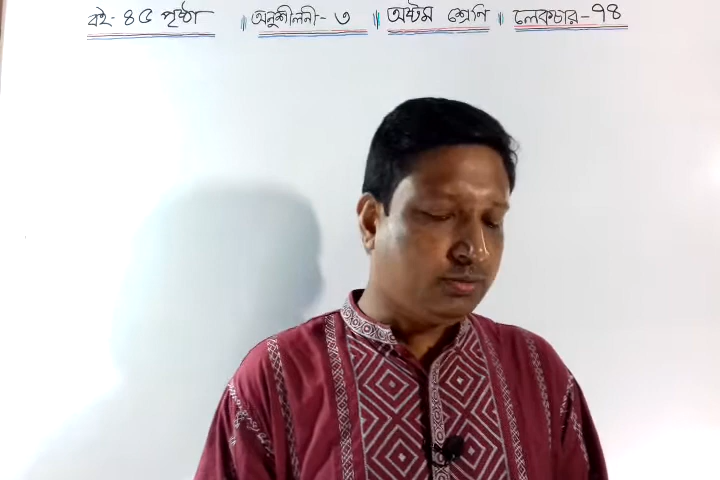 বই- ৪৫ পৃষ্ঠা । অনুশীলনী- ৩ । অষ্টম শ্রেণি । লেকচার-৭৪